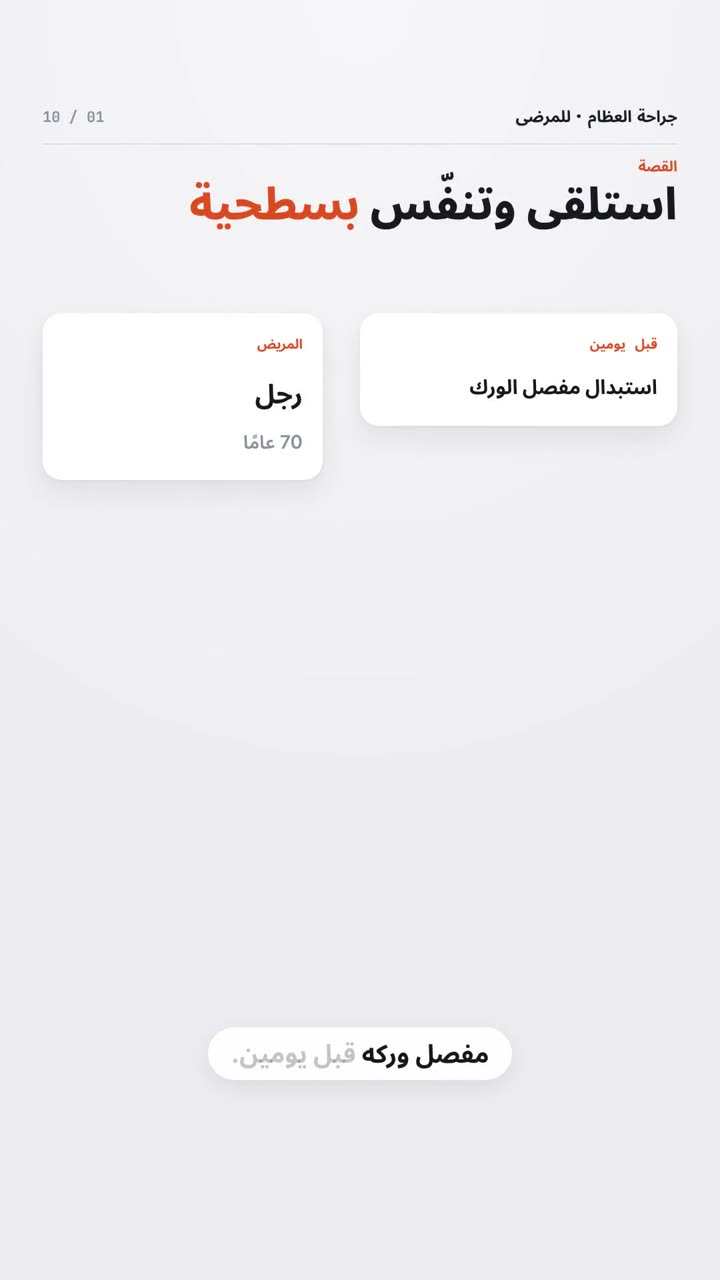 جراحة العظام • للمرضى
10 / 01
القصة
استلقى وتنفّس بسطحية
قبل يومين
استبدال مفصل الورك
المريض
رجل
70 عامًا
مفصل وركه قبل يومين.